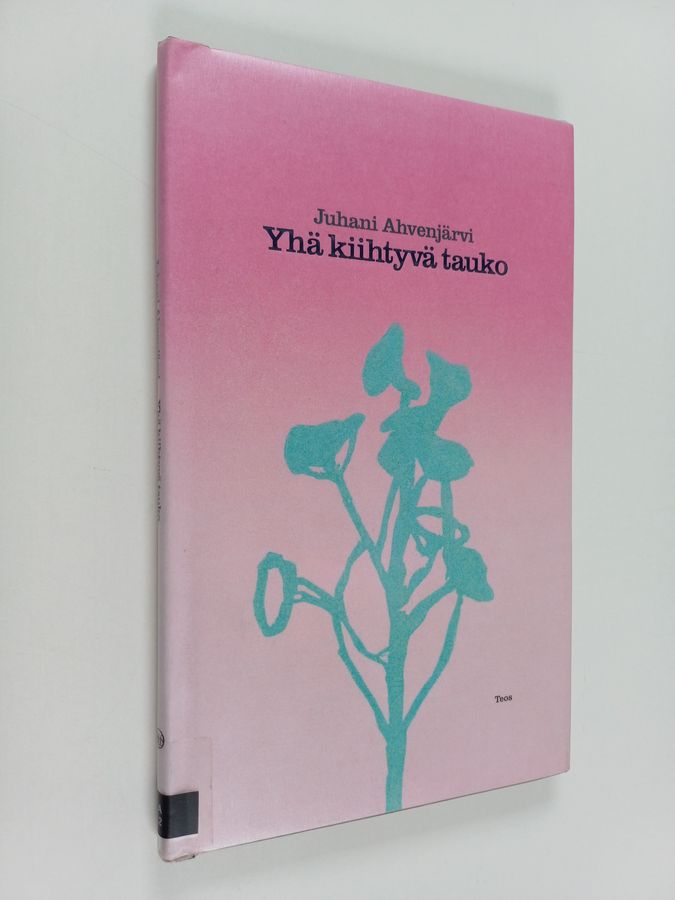 Juhani Ahvenjärvi
Yhä kiihtyvä tauko
Teos